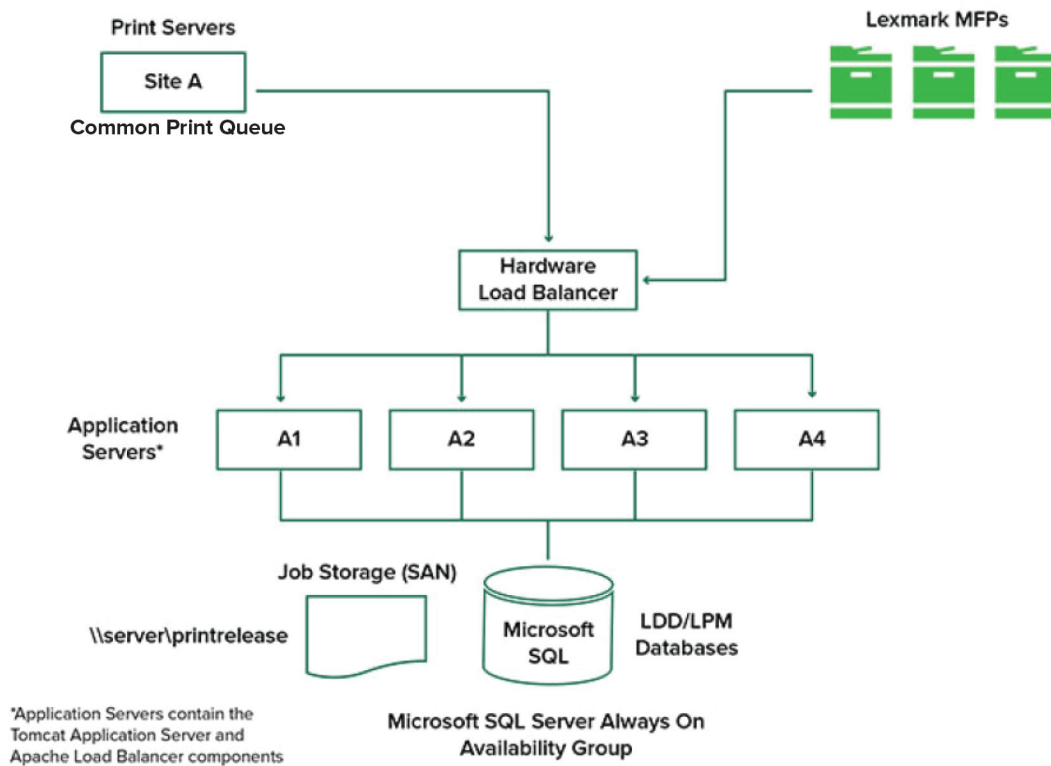 Print Servers
Site A
Common Print Queue
Lexmark MFPs
Hardware
Load Balancer
Application
Servers*
A1
A2
A3
A4
Job Storage (SAN)
\\server\printrelease
Microsoft
SQL
LDD/LPM
Databases
*Application Servers contain the
Tomcat Application Server and
Apache Load Balancer components
Microsoft SQL Server Always On
Availability Group